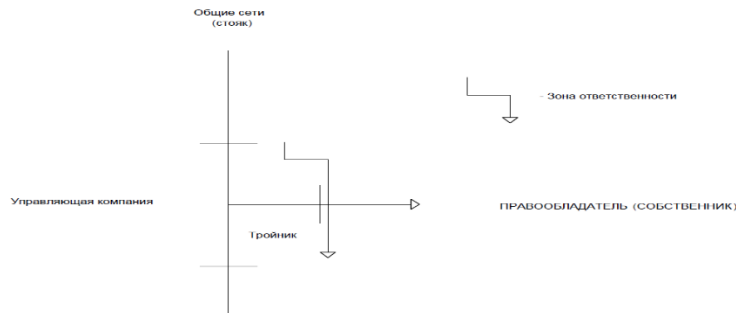 Общие сети
(стояк)
- Зона ответственности
Управляющая компания
ПРАВООБЛАДАТЕЛЬ (СОБСТВЕННИК)
Тройник